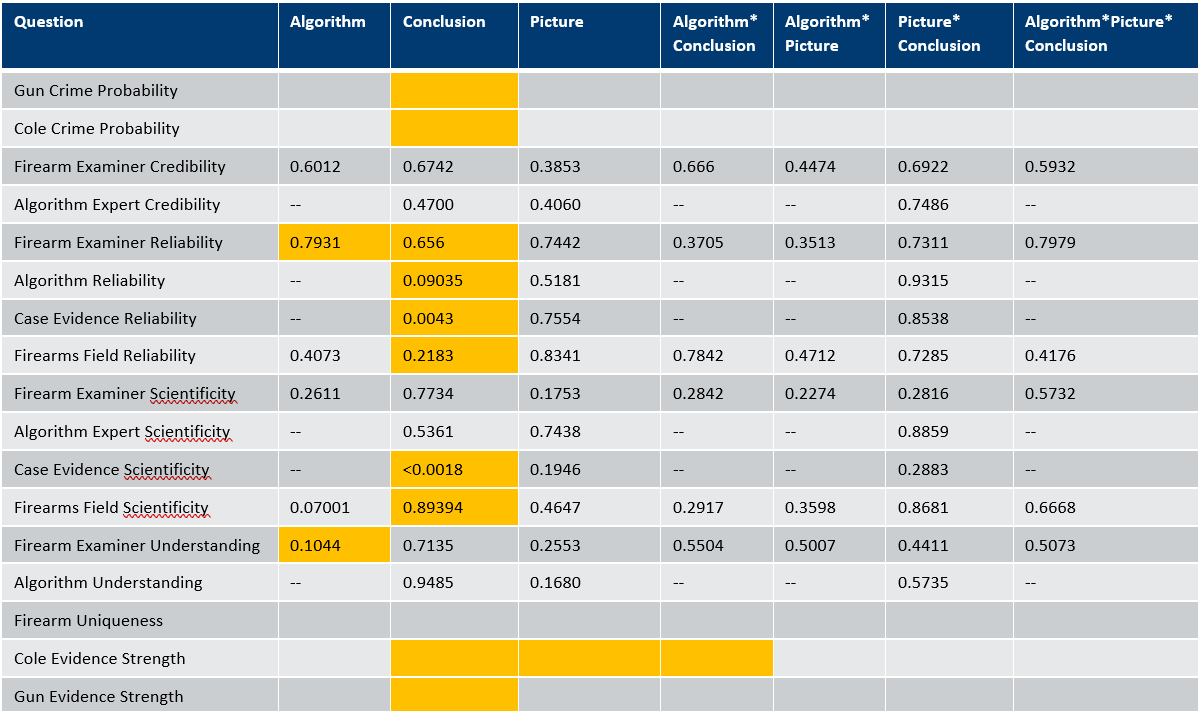 Question Algorithm Conclusion Picture Algorithm* Conclusion Algorithm* Picture Picture* Conclusion Algorithm*Picture* Conclusion
Gun Crime Probability
Cole Crime Probability
Firearm Examiner Credibility 0.6012 0.6742 0.3853 0.666 0.4474 0.6922 0.5932
Algorithm Expert Credibility -- 0.4700 0.4060 -- -- 0.7486 --
Firearm Examiner Reliability 0.7931 0.656 0.7442 0.3705 0.3513 0.7311 0.7979
Algorithm Reliability -- 0.09035 0.5181 -- -- 0.9315 --
Case Evidence Reliability -- 0.0043 0.7554 -- -- 0.8538 --
Firearms Field Reliability 0.4073 0.2183 0.8341 0.7842 0.4712 0.7285 0.4176
Firearm Examiner Scientificity 0.2611 0.7734 0.1753 0.2842 0.2274 0.2816 0.5732
Algorithm Expert Scientificity -- 0.5361 0.7438 -- -- 0.8859 --
Case Evidence Scientificity -- <0.0018 0.1946 -- -- 0.2883 --
Firearms Field Scientificity 0.07001 0.89394 0.4647 0.2917 0.3598 0.8681 0.6668
Firearm Examiner Understanding 0.1044 0.7135 0.2553 0.5504 0.5007 0.4411 0.5073
Algorithm Understanding -- 0.9485 0.1680 -- -- 0.5735 --
Firearm Uniqueness
Cole Evidence Strength
Gun Evidence Strength